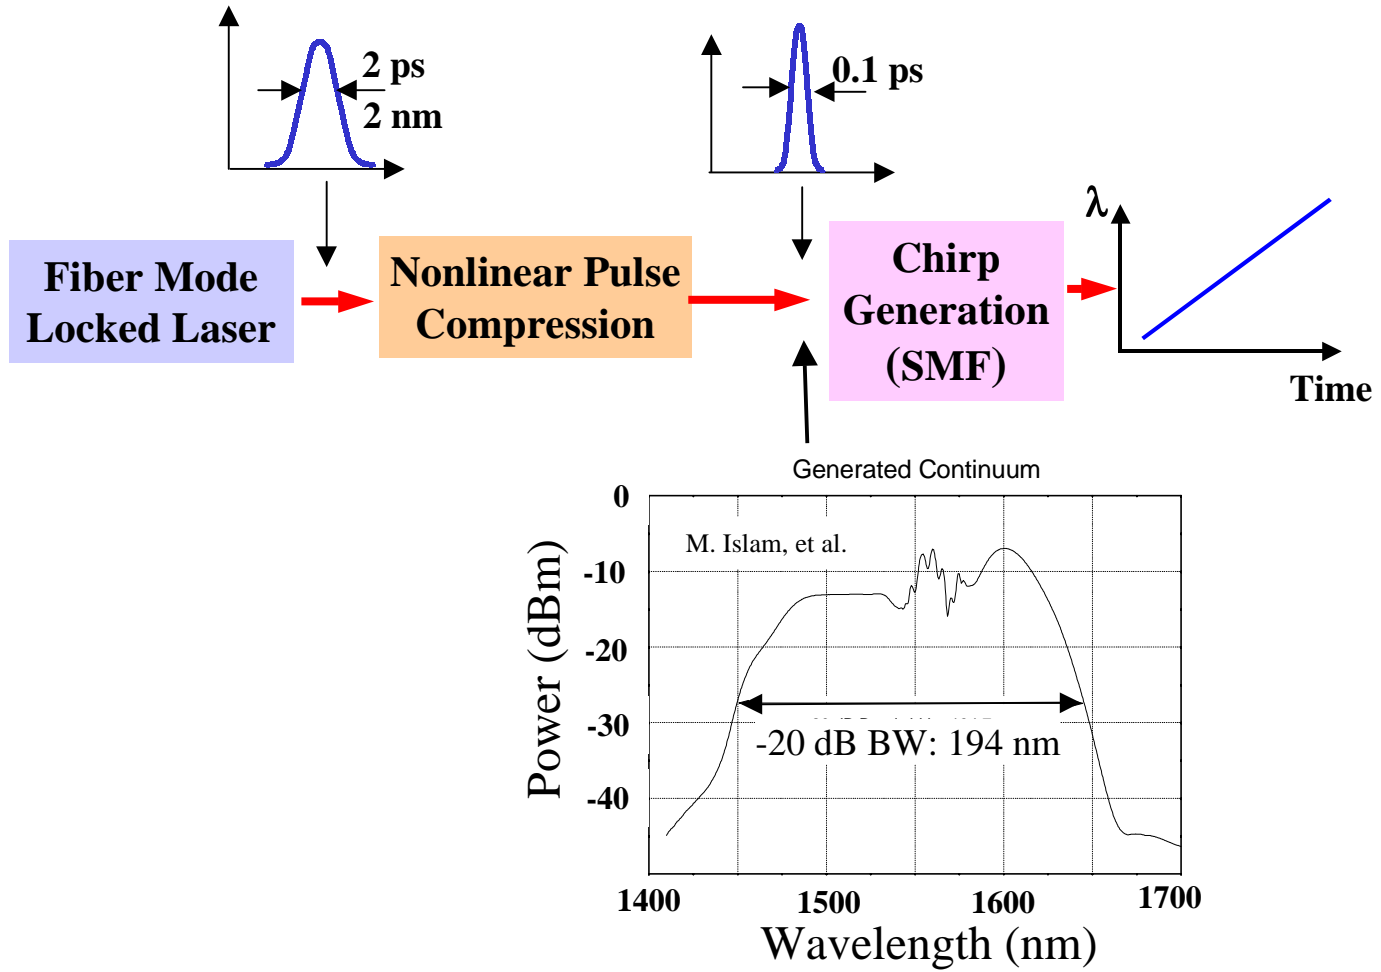 2 ps
2 nm
0.1 ps
Fiber Mode
Locked Laser
Nonlinear Pulse
Compression
Chirp
Generation
(SMF)
λ
Time
Generated Continuum
M. Islam, et al.
-20 dB BW: 194 nm
Power (dBm)
0
-10
-20
-30
-40
1400
1500
1600
1700
Wavelength (nm)